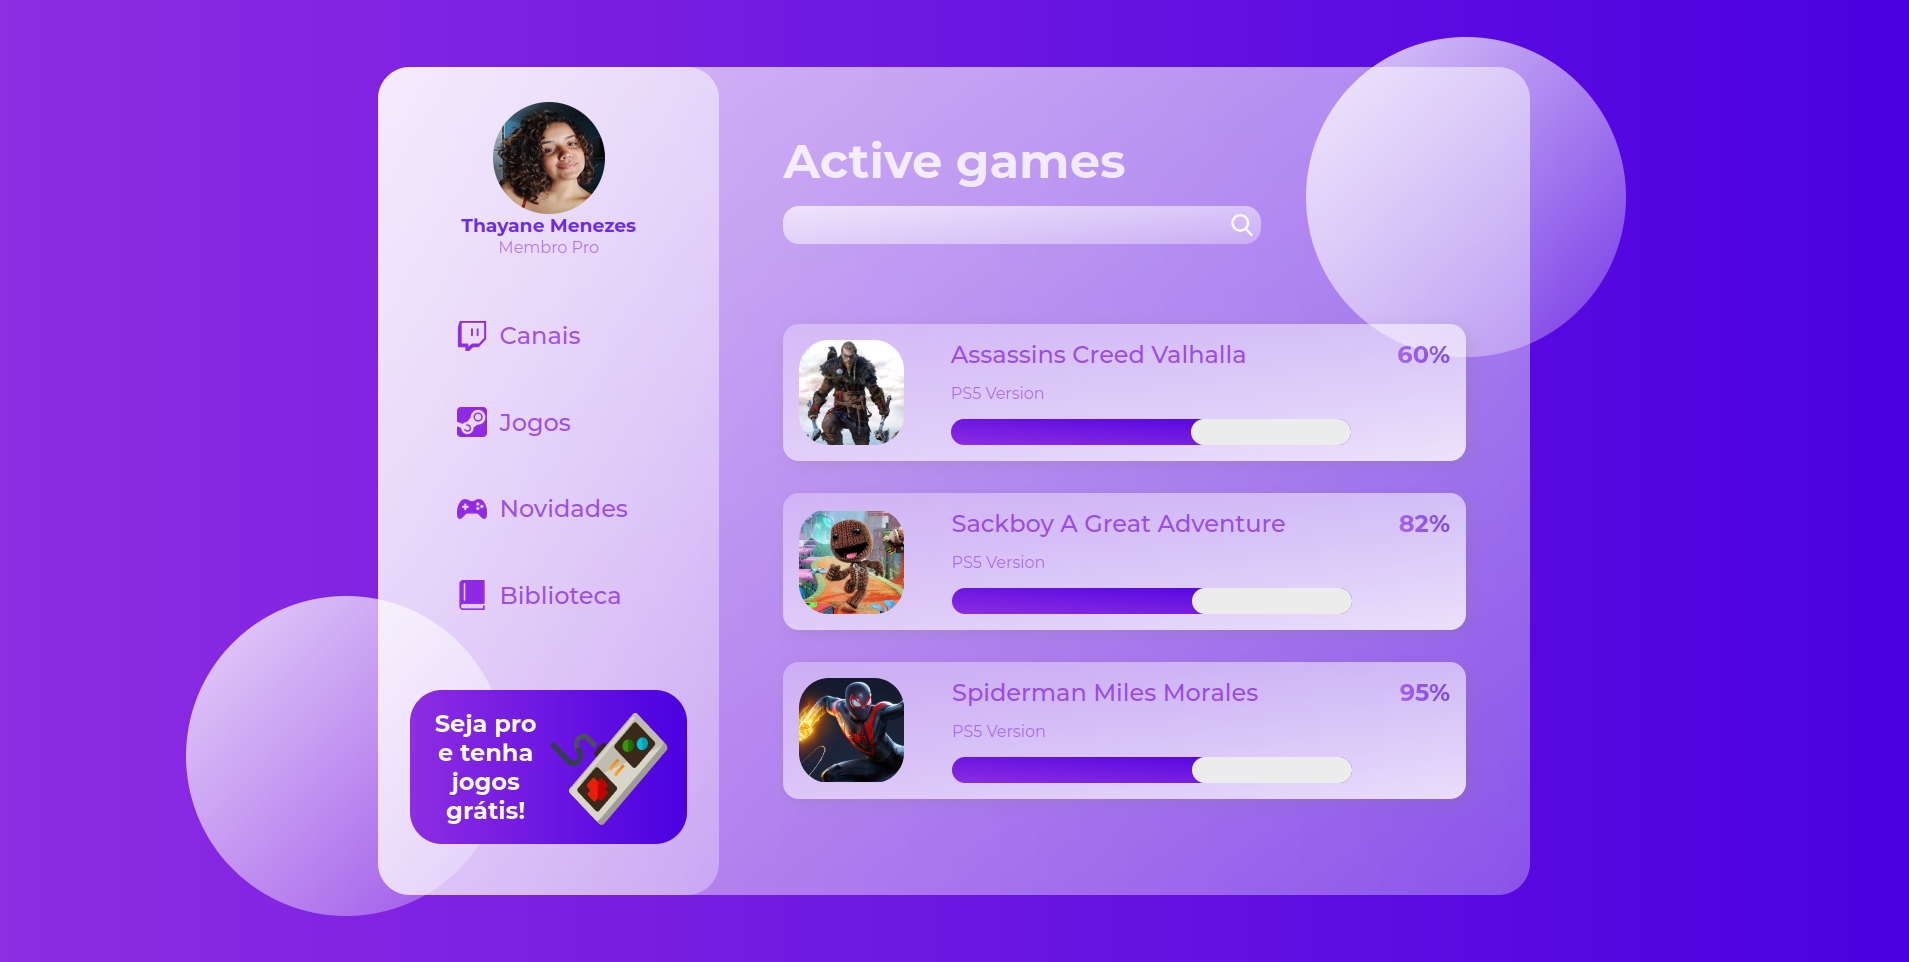 Thayane Menezes
Membro Pro
Canais
Jogos
Novidades
Biblioteca
Seja pro
e tenha
jogos
grátis!
Active games
Assassins Creed Valhalla
60%
PS5 Version
Sackboy A Great Adventure
82%
PS5 Version
Spiderman Miles Morales
95%
PS5 Version